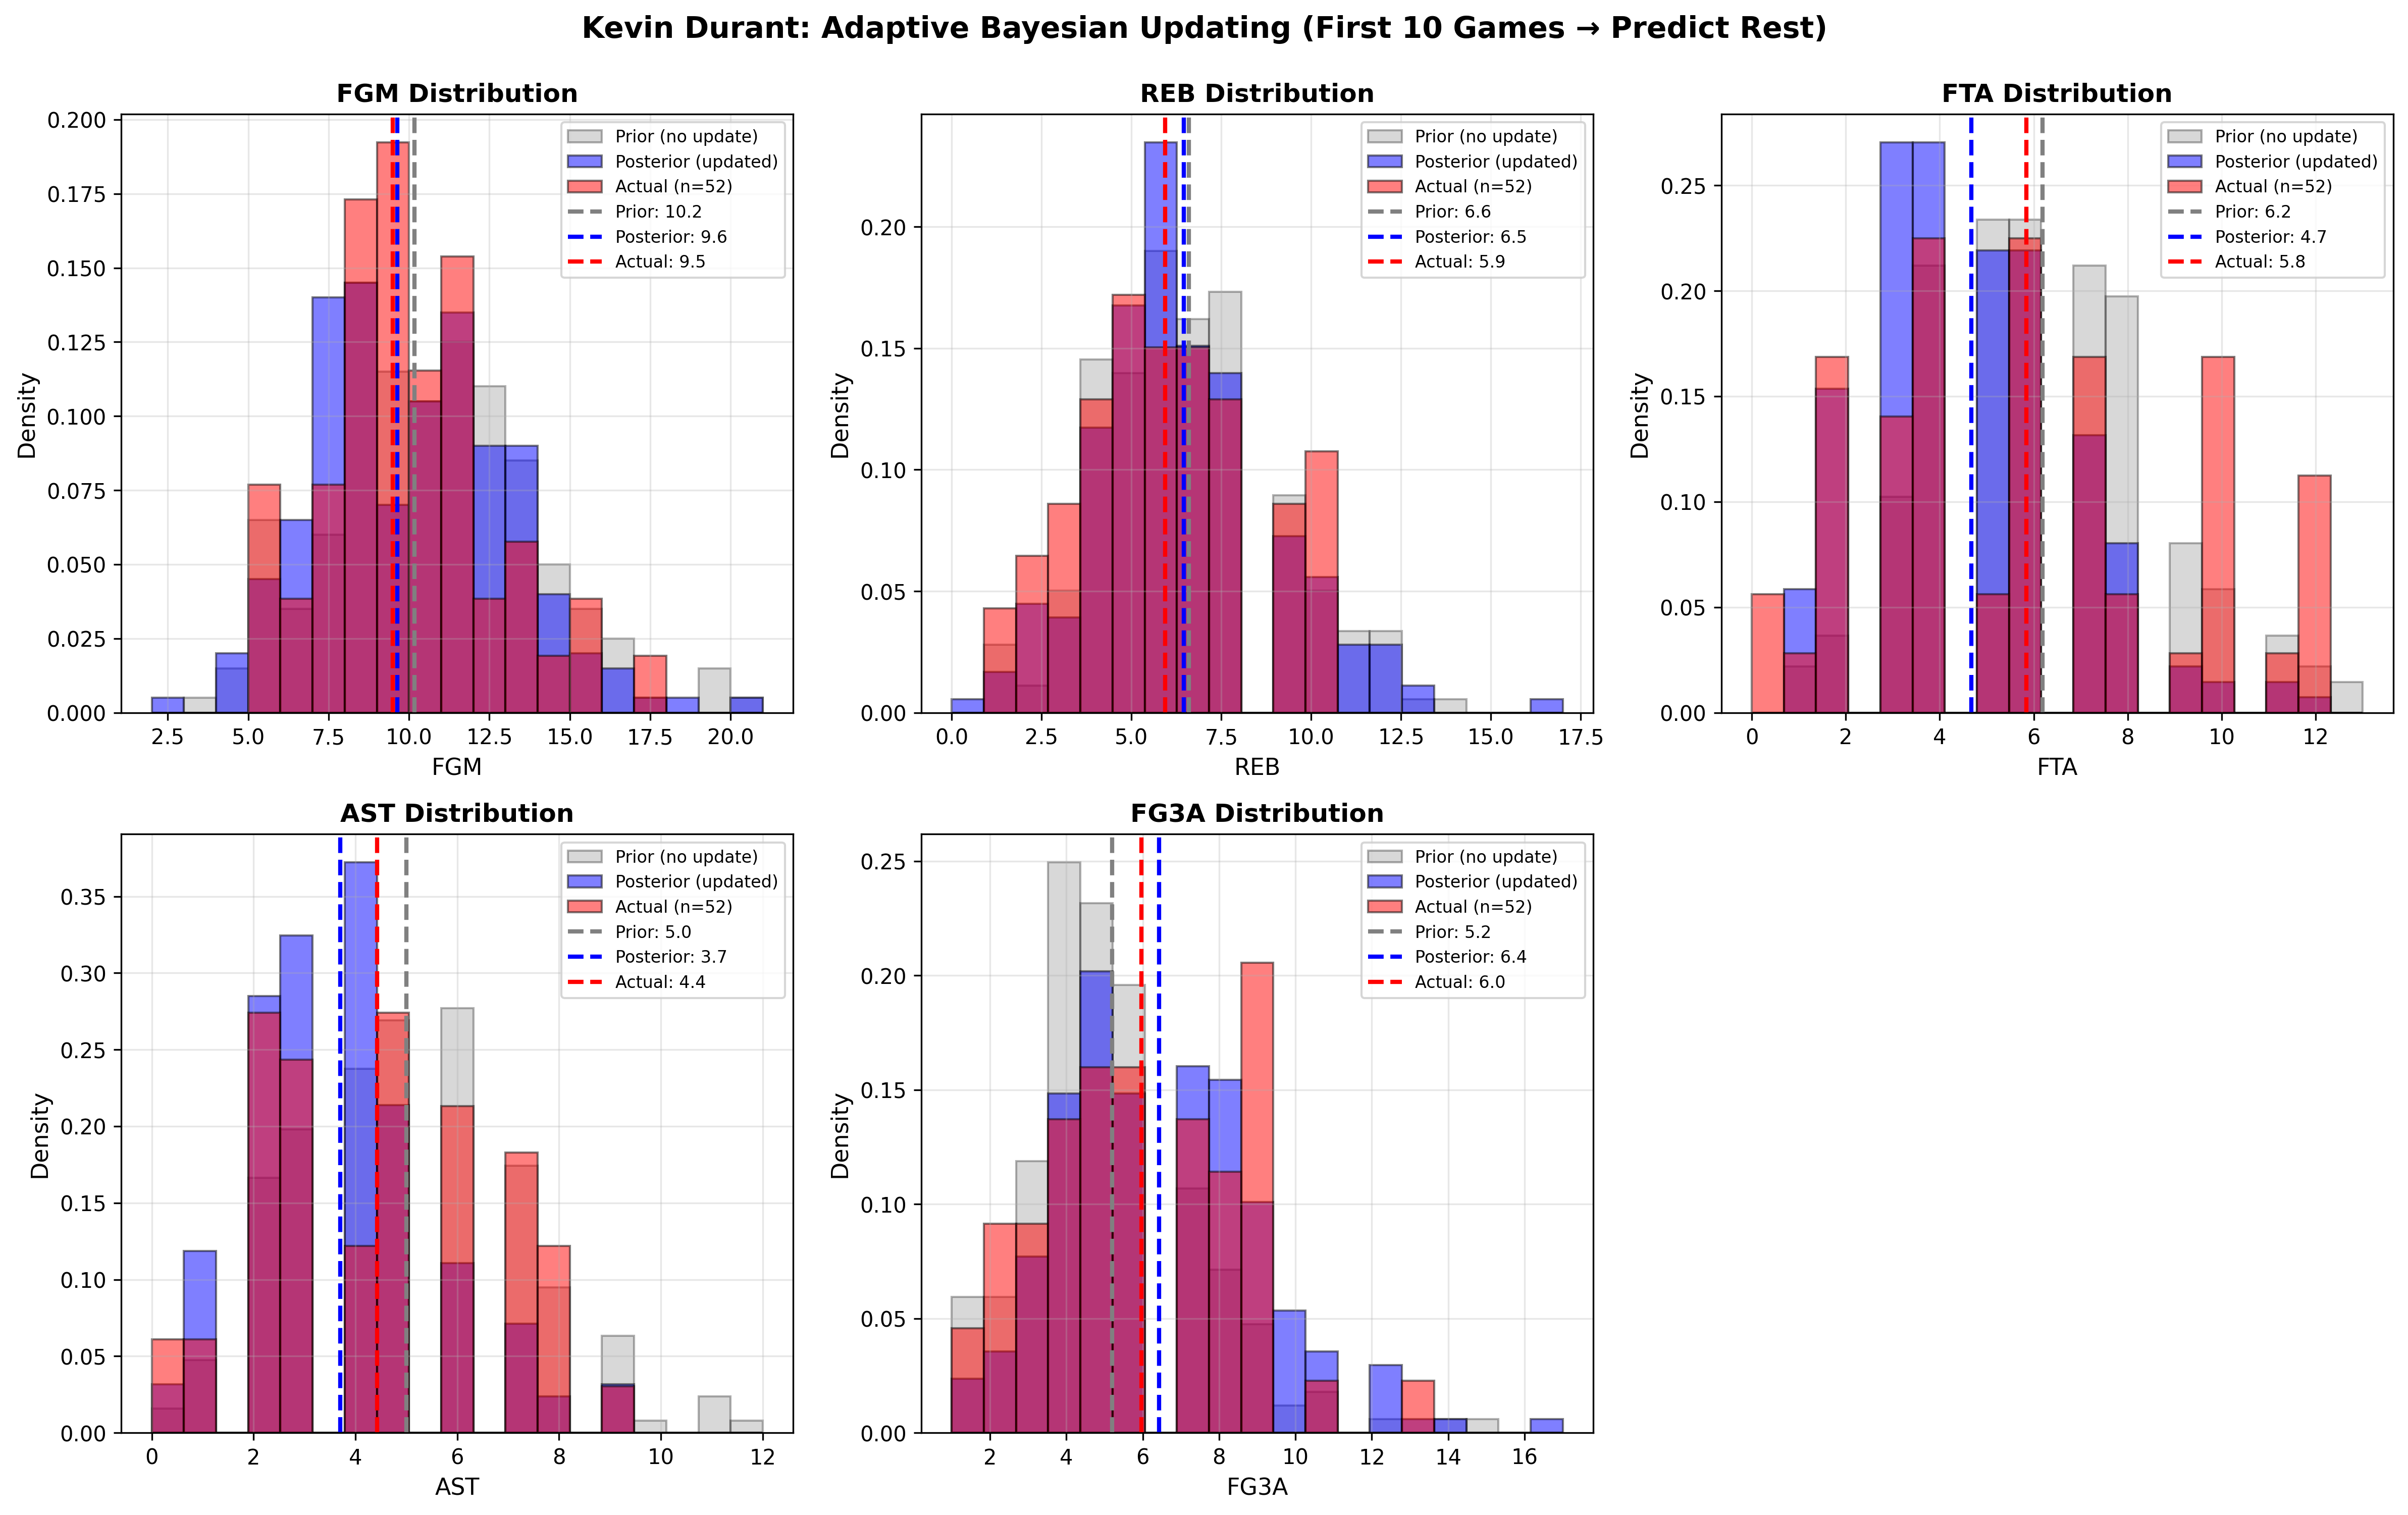 Kevin Durant: Adaptive Bayesian Updating (First 10 Games → Predict Rest)
FGM Distribution
Density
0.200
0.175
0.150
0.125
0.100
0.075
0.050
0.025
0.000
2.5 5.0 7.5 10.0 12.5 15.0 17.5 20.0
FGM
Prior (no update)
Posterior (updated)
Actual (n=52)
Prior: 10.2
Posterior: 9.6
Actual: 9.5
REB Distribution
Density
0.20
0.15
0.10
0.05
0.00
0.0 2.5 5.0 7.5 10.0 12.5 15.0 17.5
REB
Prior (no update)
Posterior (updated)
Actual (n=52)
Prior: 6.6
Posterior: 6.5
Actual: 5.9
FTA Distribution
Density
0.25
0.20
0.15
0.10
0.05
0.00
0 2 4 6 8 10 12
FTA
Prior (no update)
Posterior (updated)
Actual (n=52)
Prior: 6.2
Posterior: 4.7
Actual: 5.8
AST Distribution
Density
0.35
0.30
0.25
0.20
0.15
0.10
0.05
0.00
0 2 4 6 8 10 12
AST
Prior (no update)
Posterior (updated)
Actual (n=52)
Prior: 5.0
Posterior: 3.7
Actual: 4.4
FG3A Distribution
Density
0.25
0.20
0.15
0.10
0.05
0.00
2 4 6 8 10 12 14 16
FG3A
Prior (no update)
Posterior (updated)
Actual (n=52)
Prior: 5.2
Posterior: 6.4
Actual: 6.0